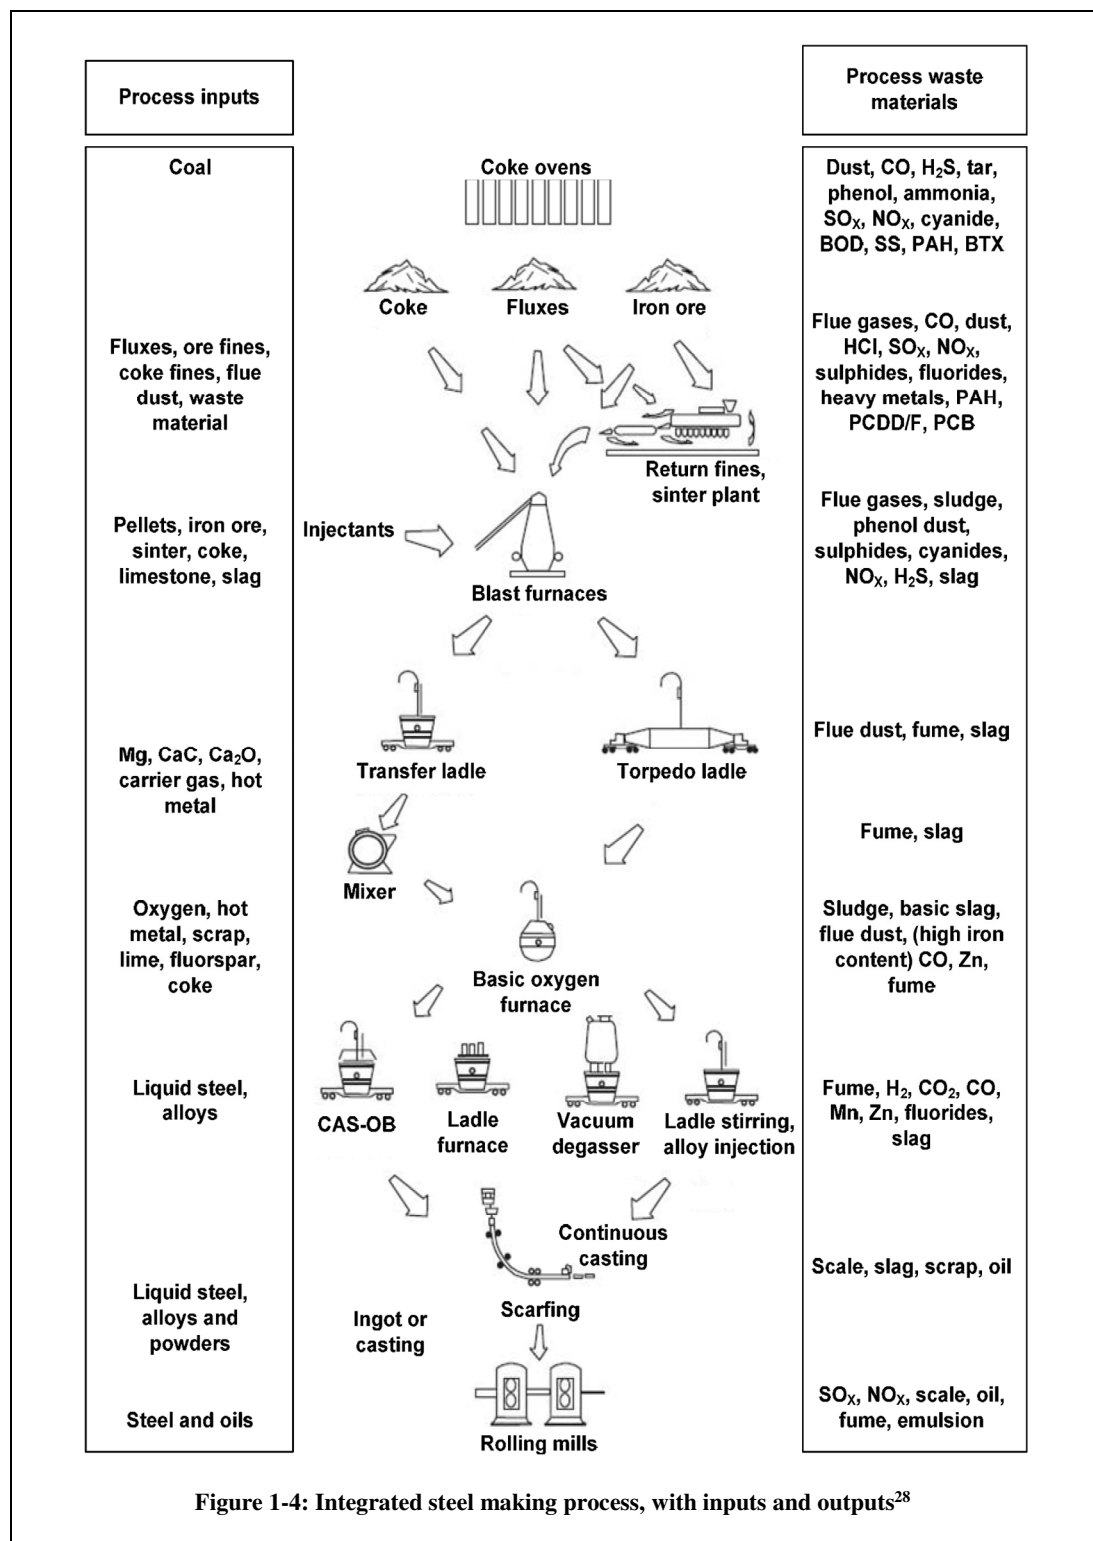 Process inputs
Process waste
materials
Coal
Coke ovens
Dust, CO, H₂S, tar,
phenol, ammonia,
SOₓ, NOₓ, cyanide,
BOD, SS, PAH, BTX
Coke
Fluxes
Iron ore
Fluxes, ore fines,
coke fines, flue
dust, waste
material
Flue gases, CO, dust,
HCl, SOₓ, NOₓ,
sulphides, fluorides,
heavy metals, PAH,
PCDD/F, PCB
Return fines,
sinter plant
Pellets, iron ore,
sinter, coke,
limestone, slag
Injectants
Blast furnaces
Flue gases, sludge,
phenol dust,
sulphides, cyanides,
NOₓ, H₂S, slag
Mg, CaC, Ca₂O,
carrier gas, hot
metal
Transfer ladle
Torpedo ladle
Flue dust, fume, slag
Mixer
Fume, slag
Oxygen, hot
metal, scrap,
lime, fluorspar,
coke
Basic oxygen
furnace
Sludge, basic slag,
flue dust, (high iron
content) CO, Zn,
fume
Liquid steel,
alloys
CAS-OB
Ladle
furnace
Vacuum
degasser
Ladle stirring,
alloy injection
Fume, H₂, CO₂, CO,
Mn, Zn, fluorides,
slag
Continuous
casting
Scarfing
Scale, slag, scrap, oil
Liquid steel,
alloys and
powders
Ingot or
casting
Steel and oils
Rolling mills
SOₓ, NOₓ, scale, oil,
fume, emulsion
Figure 1-4: Integrated steel making process, with inputs and outputs²⁸